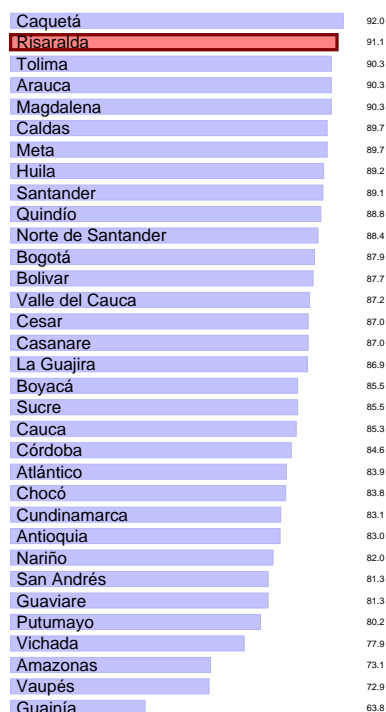 Caquetá 92.0
Risaralda 91.1
Tolima 90.3
Arauca 90.3
Magdalena 90.3
Caldas 89.7
Meta 89.7
Huila 89.2
Santander 89.1
Quindío 88.8
Norte de Santander 88.4
Bogotá 87.9
Bolivar 87.7
Valle del Cauca 87.2
Cesar 87.0
Casanare 87.0
La Guajira 86.9
Boyacá 85.5
Sucre 85.5
Cauca 85.3
Córdoba 84.6
Atlántico 83.9
Chocó 83.8
Cundinamarca 83.1
Antioquia 83.0
Nariño 82.0
San Andrés 81.3
Guaviare 81.3
Putumayo 80.2
Vichada 77.9
Amazonas 73.1
Vaupés 72.9
Guainía 63.8